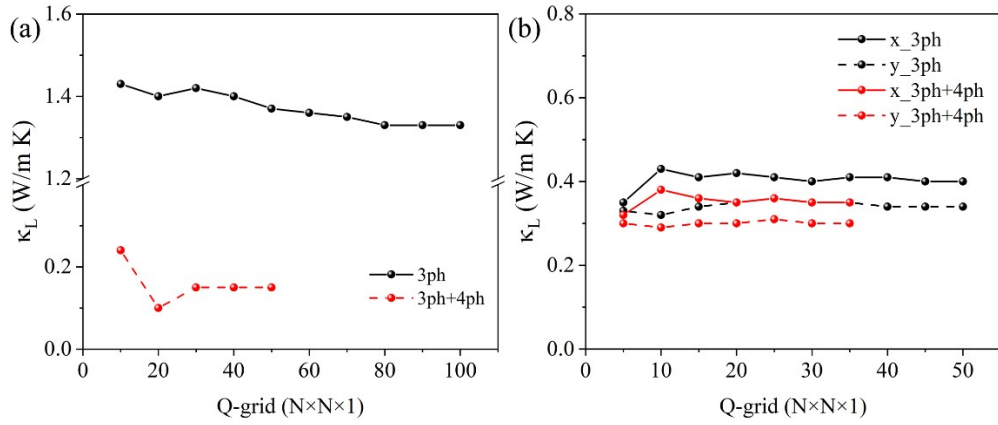 (a)
1.6
1.4
1.2
0.2
0.0
κL (W/m K)
3ph
3ph+4ph
0 20 40 60 80 100
Q-grid (N×N×1)
(b)
0.8
0.6
0.4
0.2
0.0
κL (W/m K)
x_3ph
y_3ph
x_3ph+4ph
y_3ph+4ph
0 10 20 30 40 50
Q-grid (N×N×1)